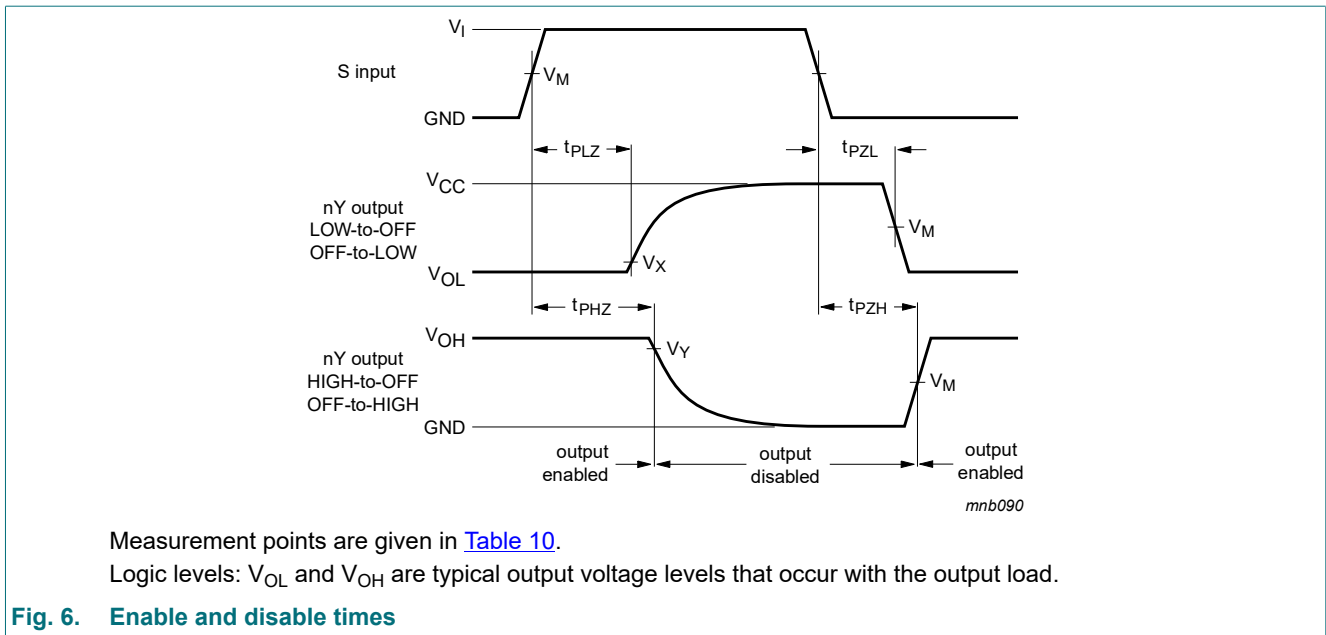 V_I
S input
V_M
GND
t_PLZ
t_PZL
V_CC
nY output
LOW-to-OFF
OFF-to-LOW
V_M
V_X
V_OL
t_PHZ
t_PZH
V_OH
nY output
HIGH-to-OFF
OFF-to-HIGH
V_Y
V_M
GND
output
enabled
output
disabled
output
enabled
mnb090
Measurement points are given in Table 10.
Logic levels: V_OL and V_OH are typical output voltage levels that occur with the output load.
Fig. 6. Enable and disable times